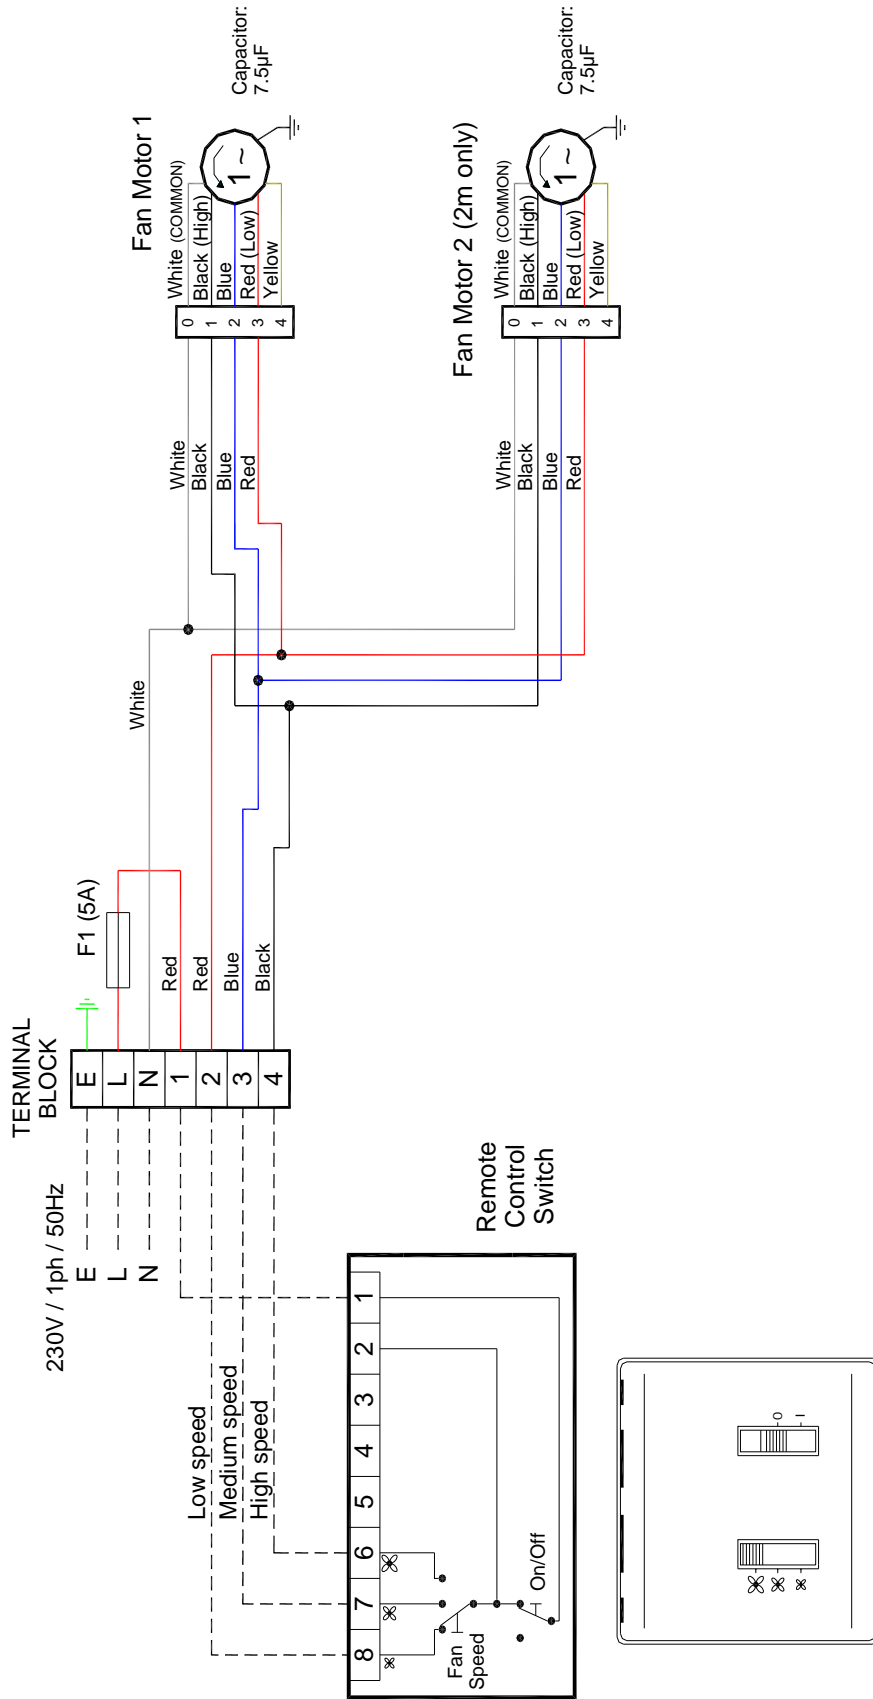 TERMINAL
BLOCK
230V / 1ph / 50Hz
E
L
N
E
L
N
1
2
3
4
F1 (5A)
Red
Red
Blue
Black
White
White
Black
Blue
Red
0
1
2
3
4
White (COMMON)
Black (High)
Blue
Red (Low)
Yellow
Fan Motor 1
1 ~
Capacitor:
7.5µF
White
Black
Blue
Red
0
1
2
3
4
White (COMMON)
Black (High)
Blue
Red (Low)
Yellow
Fan Motor 2 (2m only)
1 ~
Capacitor:
7.5µF
Low speed
Medium speed
High speed
Remote
Control
Switch
8
7
6
5
4
3
2
1
Fan
Speed
On/Off
O
I